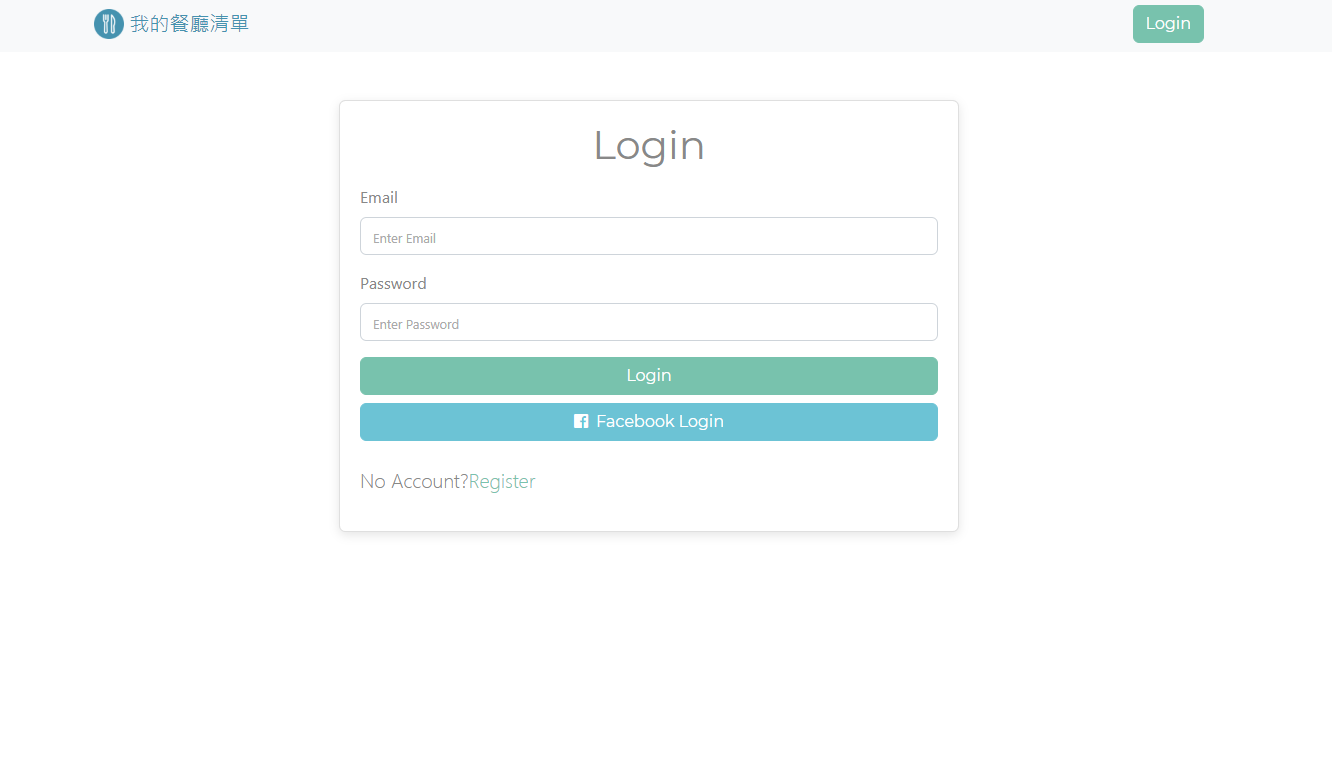 我的餐廳清單
Login
Login
Email
Enter Email
Password
Enter Password
Login
Facebook Login
No Account?Register